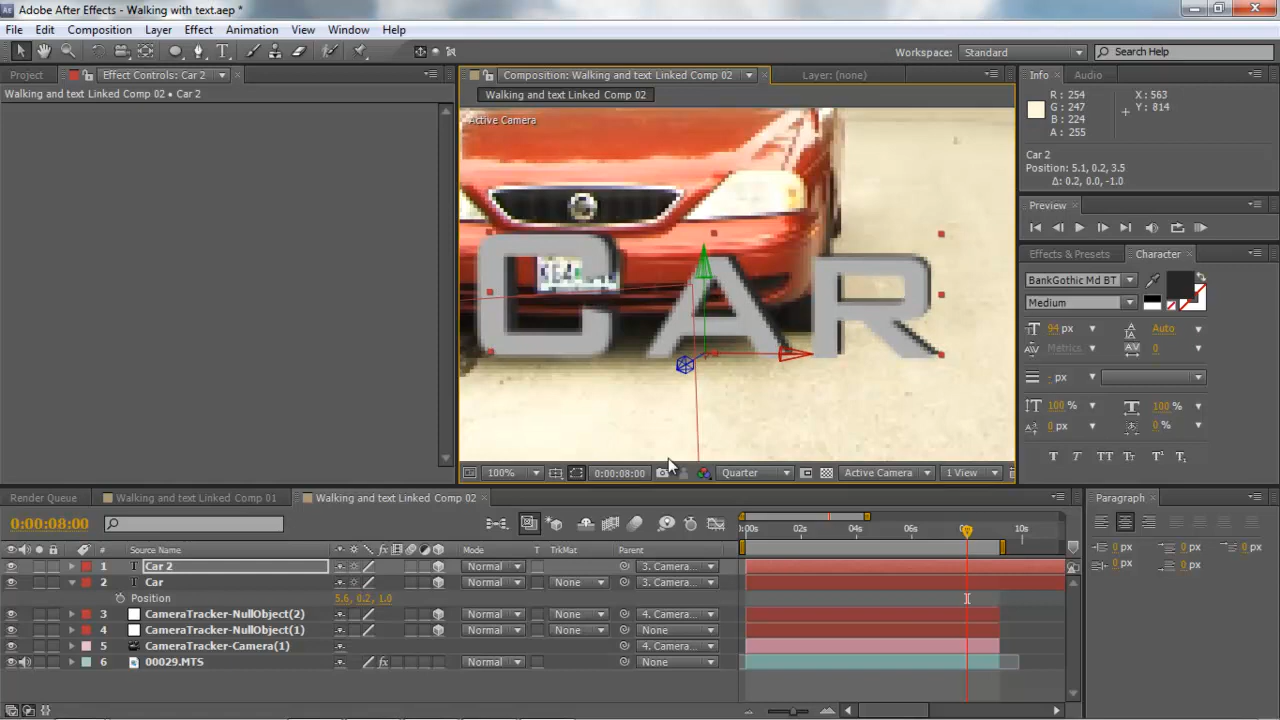 Adobe After Effects - Walking with text.aep *
File Edit Composition Layer Effect Animation View Window Help
Workspace: Standard Search Help
Project Effect Controls: Car 2 Composition: Walking and text Linked Comp 02 Layer: (none) Info Audio
Walking and text Linked Comp 02 • Car 2
Walking and text Linked Comp 02
Active Camera
R : 254
G : 247
B : 224
A : 255
X : 563
Y : 814
Car 2
Position: 5.1, 0.2, 3.5
Δ: 0.2, 0.0, -1.0
Preview
Effects & Presets Character
BankGothic Md BT
Medium
94 px Auto
Metrics 0
- px
100 % 100 %
0 px 0 %
T T TT Tr T¹ T₁
CAR
100% 0:00:08:00 Quarter Active Camera 1 View
Render Queue Walking and text Linked Comp 01 Walking and text Linked Comp 02 Paragraph
0:00:08:00
:00s 02s 04s 06s 10s
# Source Name Mode T TrkMat Parent
1 T Car 2 Normal 3. Camera...
2 T Car Normal None 3. Camera...
Position 5.6, 0.2, 1.0
3 CameraTracker-NullObject(2) Normal None 4. Camera...
4 CameraTracker-NullObject(1) Normal None None
5 CameraTracker-Camera(1) 4. Camera...
6 00029.MTS Normal None None
0 px 0 px 0 px
0 px 0 px